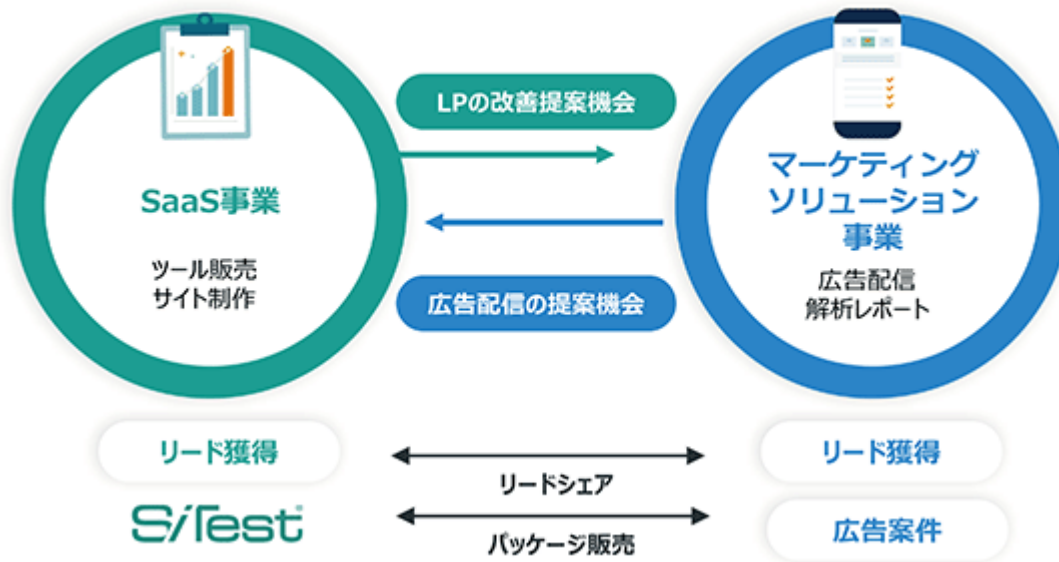 LPの改善提案機会
SaaS事業
ツール販売
サイト制作
マーケティング
ソリューション
事業
広告配信
解析レポート
広告配信の提案機会
リード獲得
リードシェア
リード獲得
SiTest
パッケージ販売
広告案件